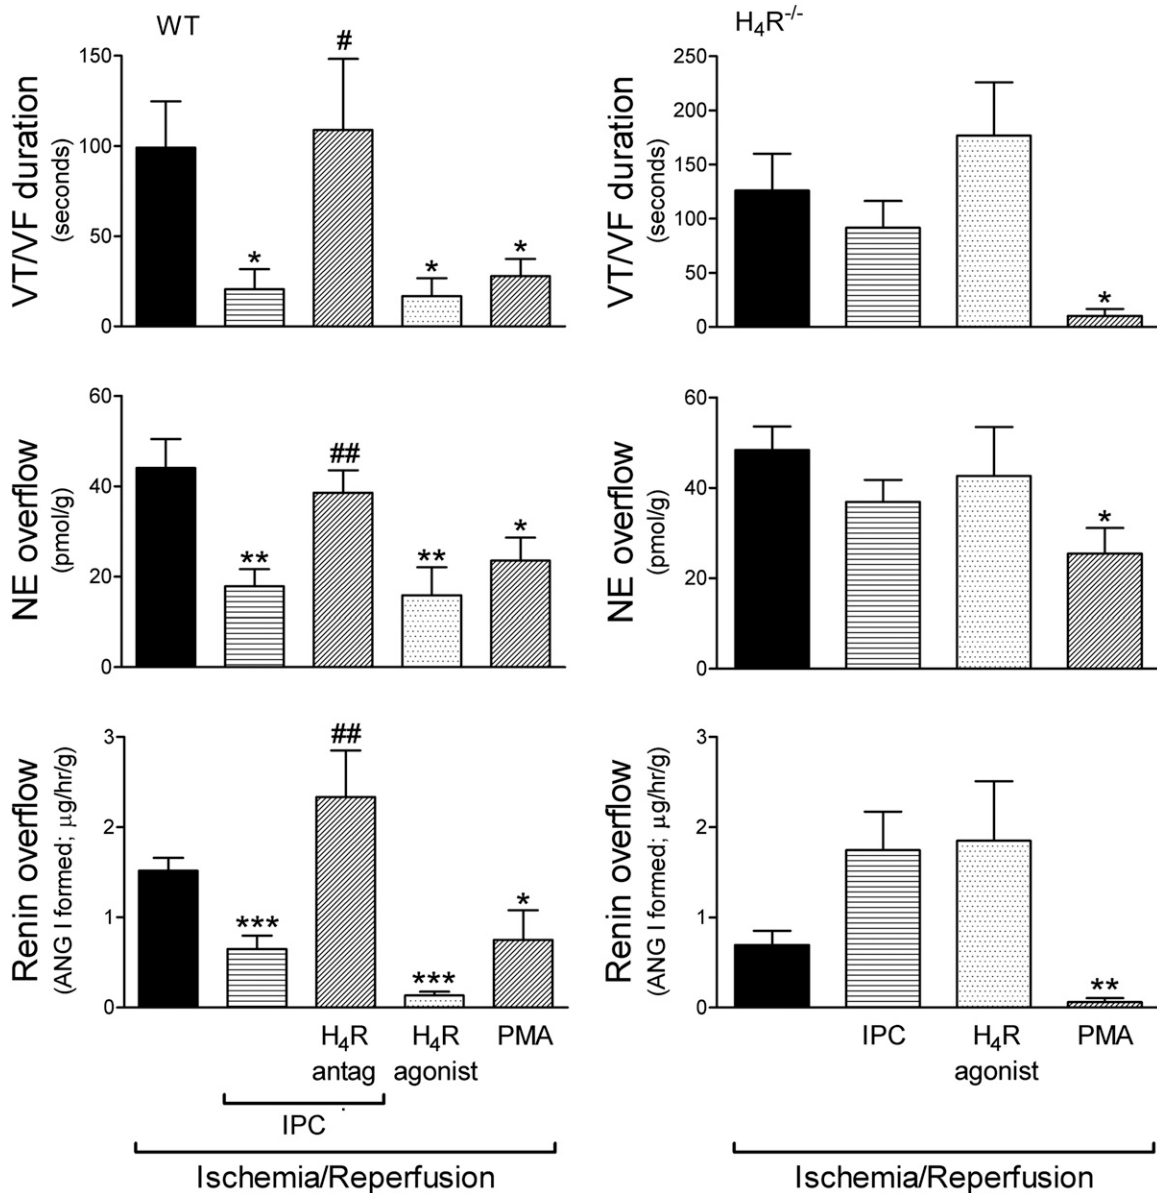 WT
H₄R⁻/⁻
VT/VF duration
(seconds)
150
100
50
0
#
*
*
*
VT/VF duration
(seconds)
250
200
150
100
50
0
*
NE overflow
(pmol/g)
60
40
20
0
**
##
**
*
NE overflow
(pmol/g)
60
40
20
0
*
Renin overflow
(ANG I formed; μg/hr/g)
3
2
1
0
***
##
***
*
H₄R
antag
H₄R
agonist
PMA
IPC
Ischemia/Reperfusion
Renin overflow
(ANG I formed; μg/hr/g)
3
2
1
0
**
IPC
H₄R
agonist
PMA
Ischemia/Reperfusion